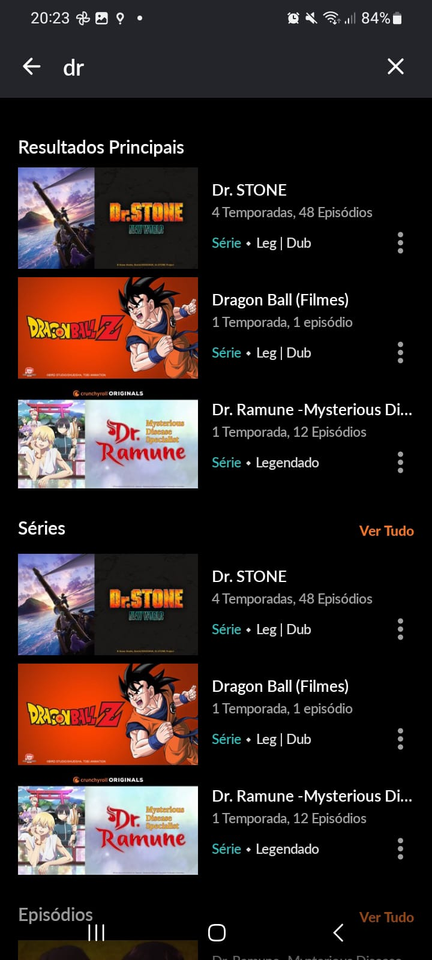 20:23
84%
dr
Resultados Principais
Dr.STONE
NEW WORLD
Dr. STONE
4 Temporadas, 48 Episódios
Série • Leg | Dub
DRAGON BALL Z
Dragon Ball (Filmes)
1 Temporada, 1 episódio
Série • Leg | Dub
crunchyroll ORIGINALS
Dr. Ramune
Mysterious
Disease
Specialist
Dr. Ramune -Mysterious Di...
1 Temporada, 12 Episódios
Série • Legendado
Séries
Ver Tudo
Dr.STONE
NEW WORLD
Dr. STONE
4 Temporadas, 48 Episódios
Série • Leg | Dub
DRAGON BALL Z
Dragon Ball (Filmes)
1 Temporada, 1 episódio
Série • Leg | Dub
crunchyroll ORIGINALS
Dr. Ramune
Mysterious
Disease
Specialist
Dr. Ramune -Mysterious Di...
1 Temporada, 12 Episódios
Série • Legendado
Episódios
Ver Tudo